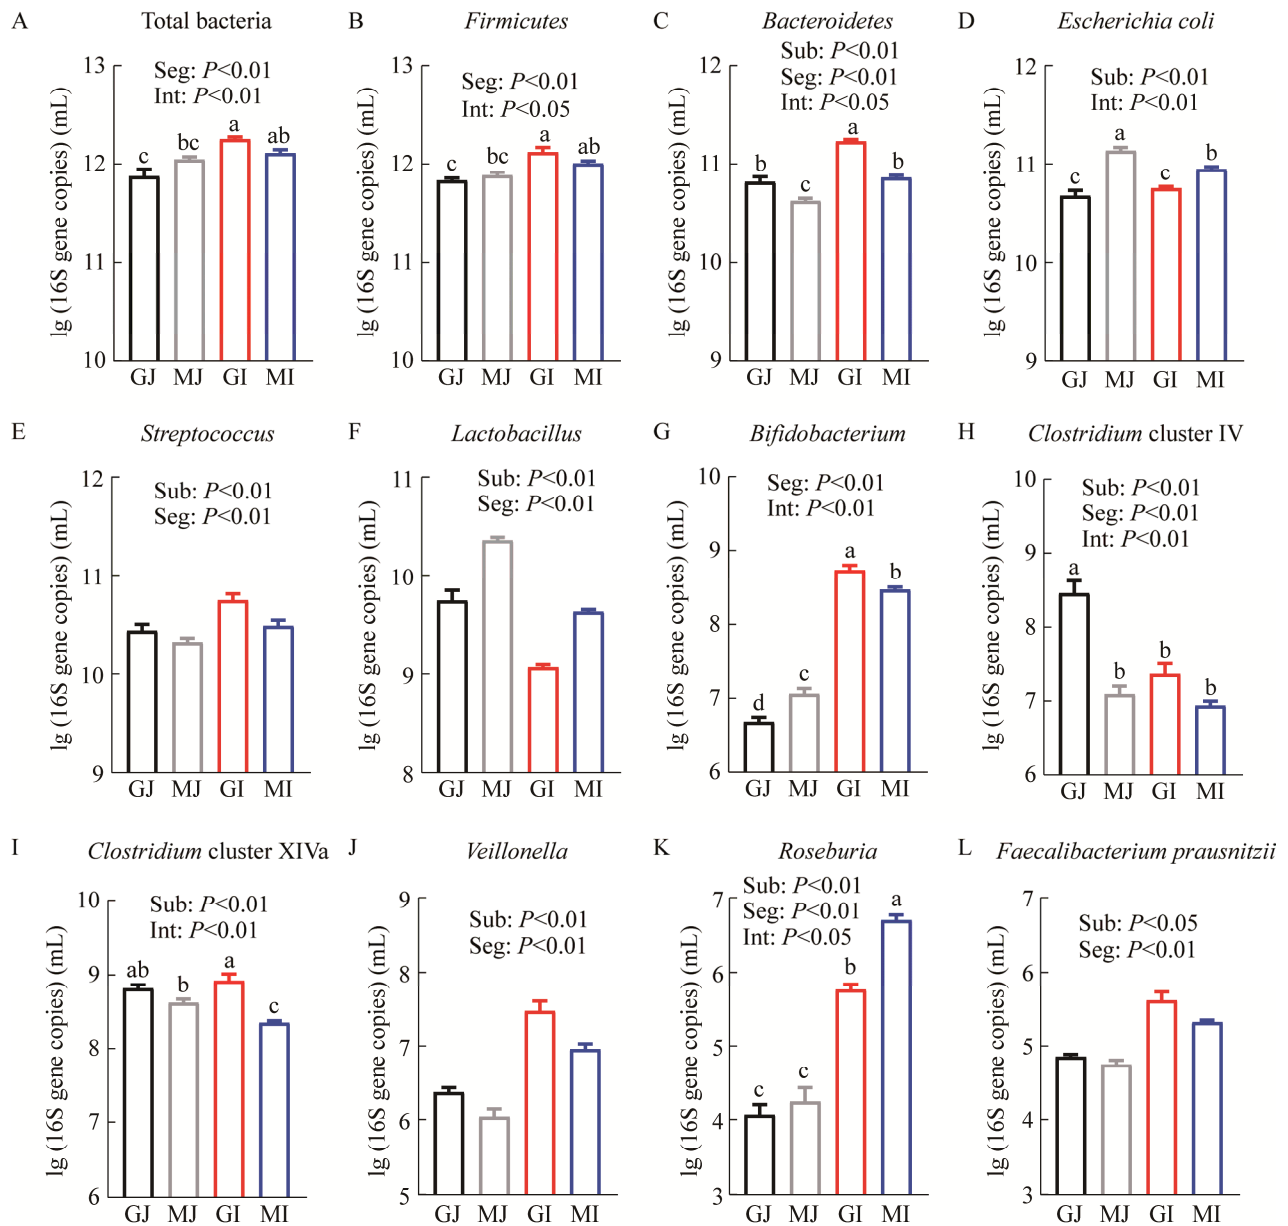 A Total bacteria
Seg: P<0.01
Int: P<0.01
lg (16S gene copies) (mL)
13
12
11
10
c bc a ab
GJ MJ GI MI
B Firmicutes
Seg: P<0.01
Int: P<0.05
lg (16S gene copies) (mL)
13
12
11
10
c bc a ab
GJ MJ GI MI
C Bacteroidetes
Sub: P<0.01
Seg: P<0.01
Int: P<0.05
lg (16S gene copies) (mL)
12
11
10
9
b c a b
GJ MJ GI MI
D Escherichia coli
Sub: P<0.01
Int: P<0.01
lg (16S gene copies) (mL)
12
11
10
9
c a c b
GJ MJ GI MI
E Streptococcus
Sub: P<0.01
Seg: P<0.01
lg (16S gene copies) (mL)
12
11
10
9
GJ MJ GI MI
F Lactobacillus
Sub: P<0.01
Seg: P<0.01
lg (16S gene copies) (mL)
11
10
9
8
GJ MJ GI MI
G Bifidobacterium
Seg: P<0.01
Int: P<0.01
lg (16S gene copies) (mL)
10
9
8
7
6
d c a b
GJ MJ GI MI
H Clostridium cluster IV
Sub: P<0.01
Seg: P<0.01
Int: P<0.01
lg (16S gene copies) (mL)
10
9
8
7
6
a b b b
GJ MJ GI MI
I Clostridium cluster XIVa
Sub: P<0.01
Int: P<0.01
lg (16S gene copies) (mL)
10
9
8
7
6
ab b a c
GJ MJ GI MI
J Veillonella
Sub: P<0.01
Seg: P<0.01
lg (16S gene copies) (mL)
9
8
7
6
5
GJ MJ GI MI
K Roseburia
Sub: P<0.01
Seg: P<0.01
Int: P<0.05
lg (16S gene copies) (mL)
7
6
5
4
3
c c b a
GJ MJ GI MI
L Faecalibacterium prausnitzii
Sub: P<0.05
Seg: P<0.01
lg (16S gene copies) (mL)
7
6
5
4
3
GJ MJ GI MI